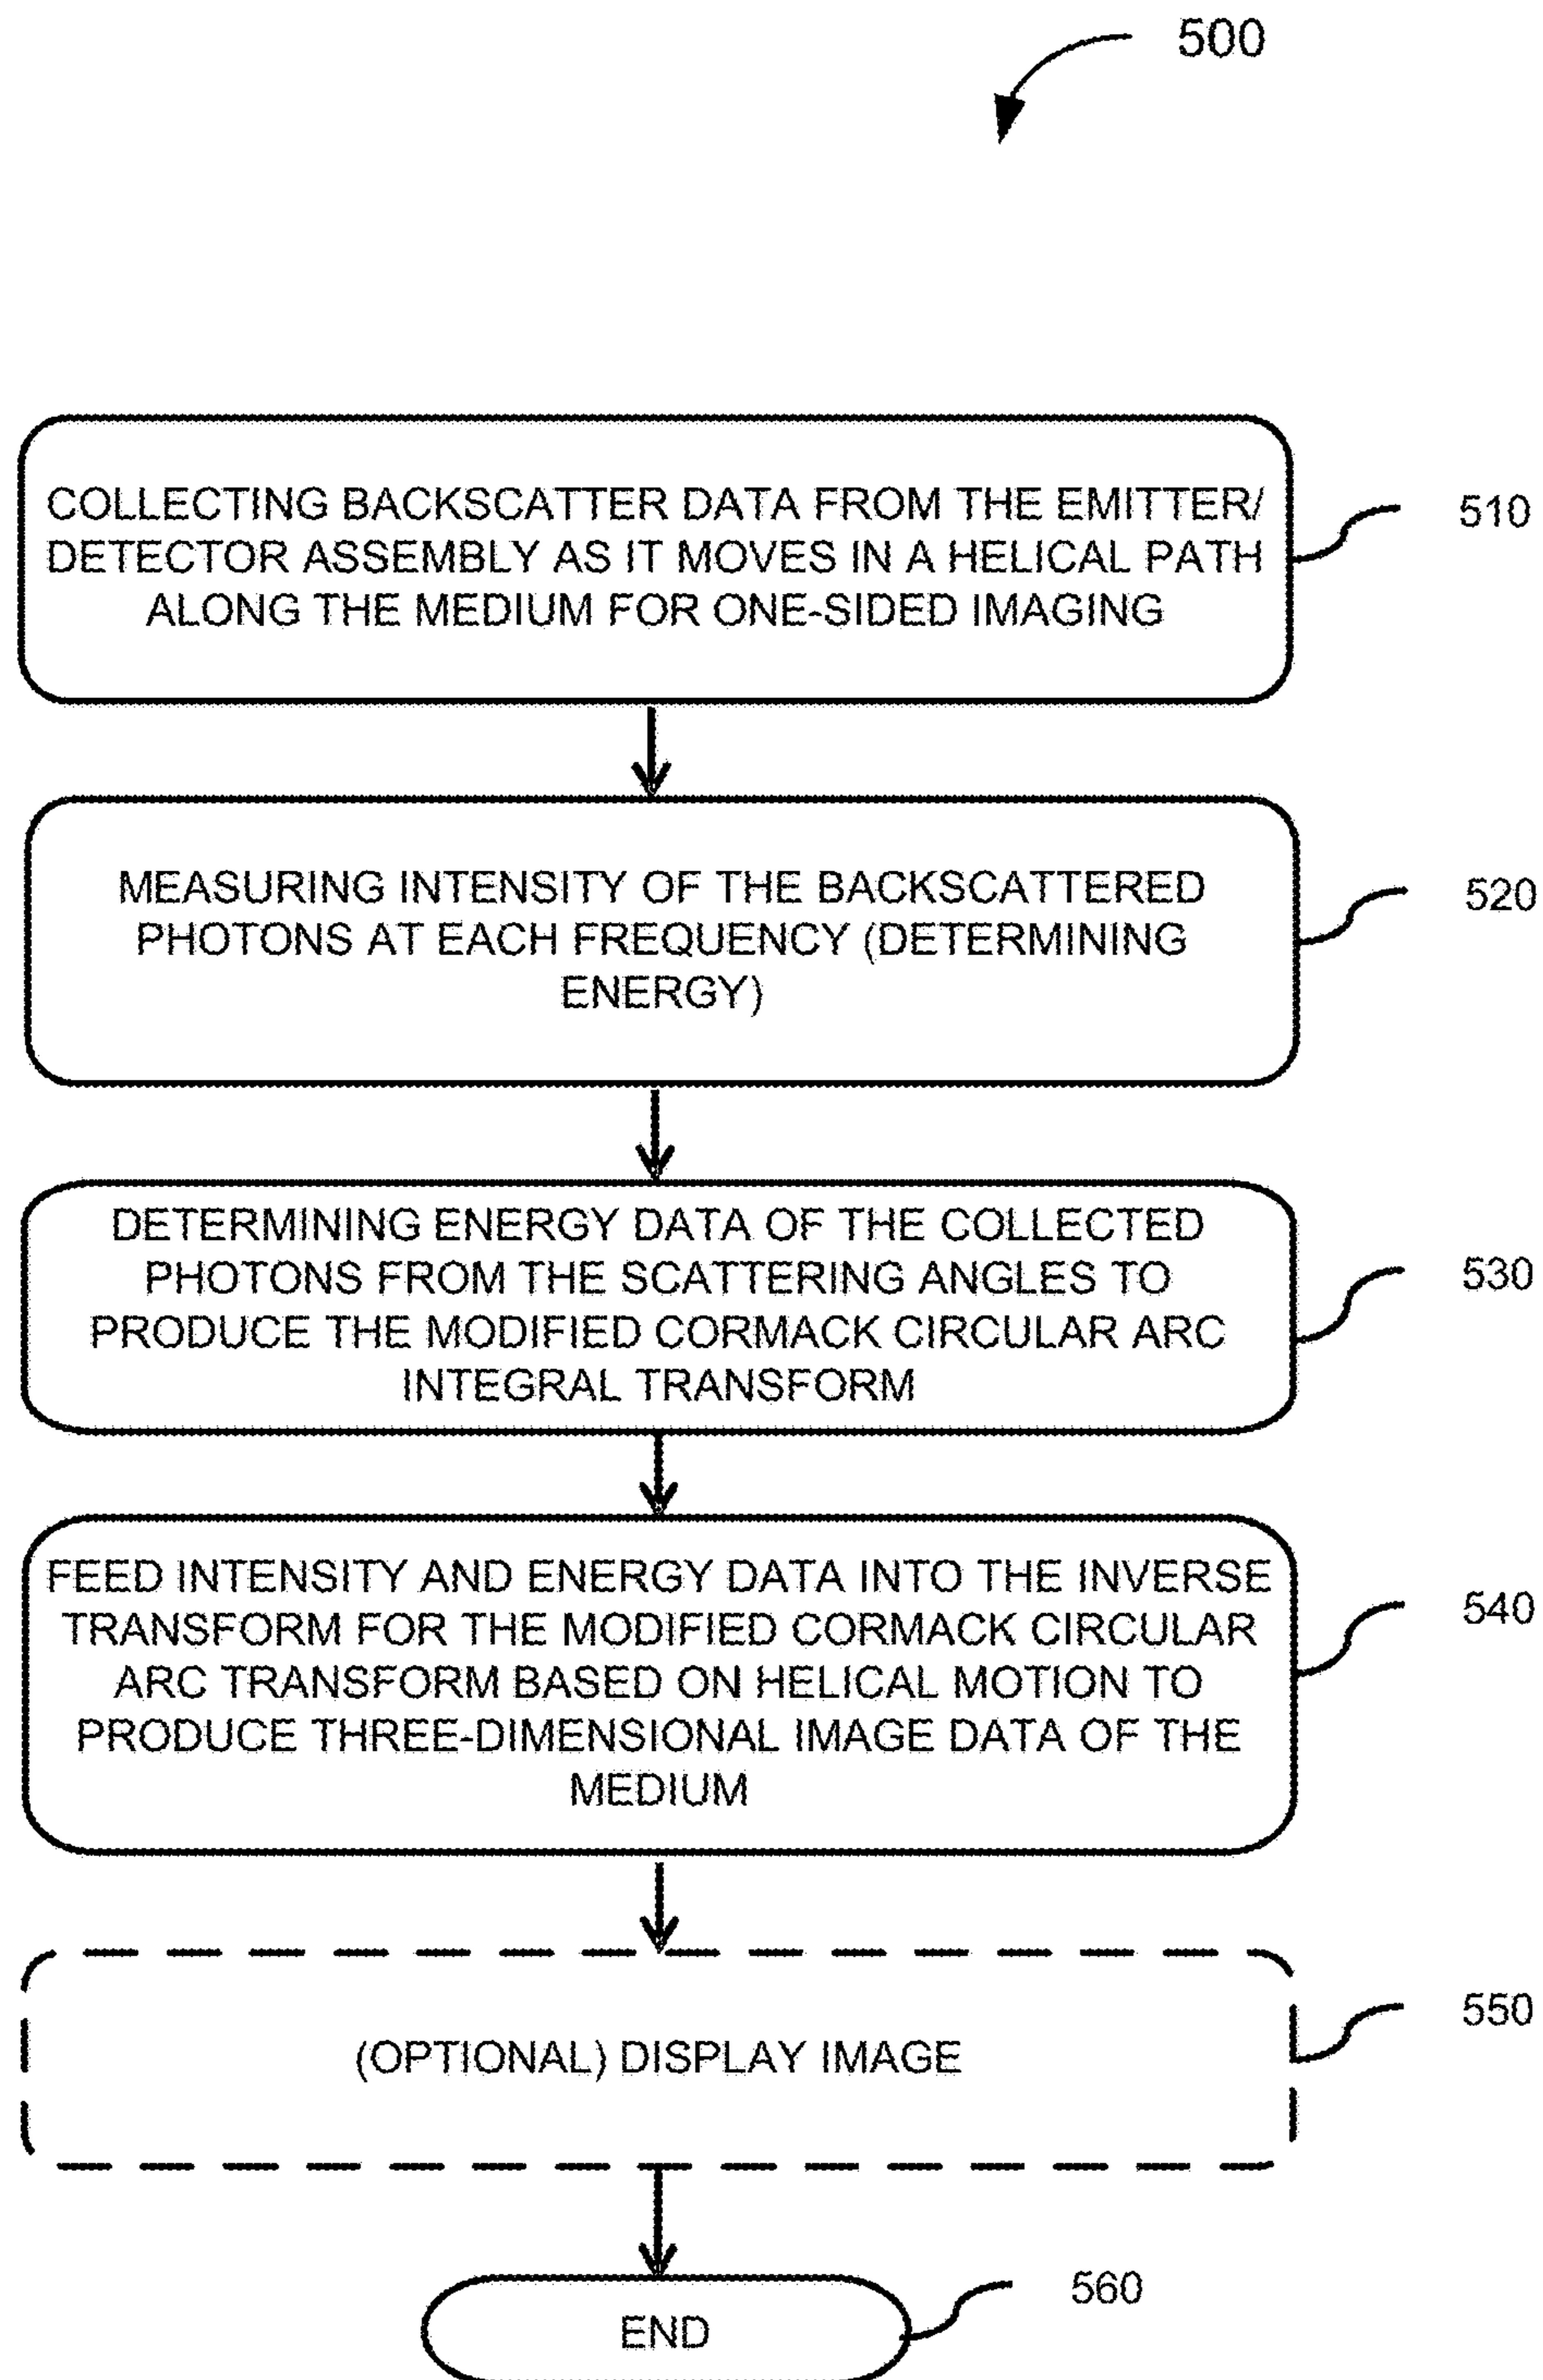 500
COLLECTING BACKSCATTER DATA FROM THE EMITTER/
DETECTOR ASSEMBLY AS IT MOVES IN A HELICAL PATH
ALONG THE MEDIUM FOR ONE-SIDED IMAGING
510
MEASURING INTENSITY OF THE BACKSCATTERED
PHOTONS AT EACH FREQUENCY (DETERMINING
ENERGY)
520
DETERMINING ENERGY DATA OF THE COLLECTED
PHOTONS FROM THE SCATTERING ANGLES TO
PRODUCE THE MODIFIED CORMACK CIRCULAR ARC
INTEGRAL TRANSFORM
530
FEED INTENSITY AND ENERGY DATA INTO THE INVERSE
TRANSFORM FOR THE MODIFIED CORMACK CIRCULAR
ARC TRANSFORM BASED ON HELICAL MOTION TO
PRODUCE THREE-DIMENSIONAL IMAGE DATA OF THE
MEDIUM
540
(OPTIONAL) DISPLAY IMAGE
550
END
560